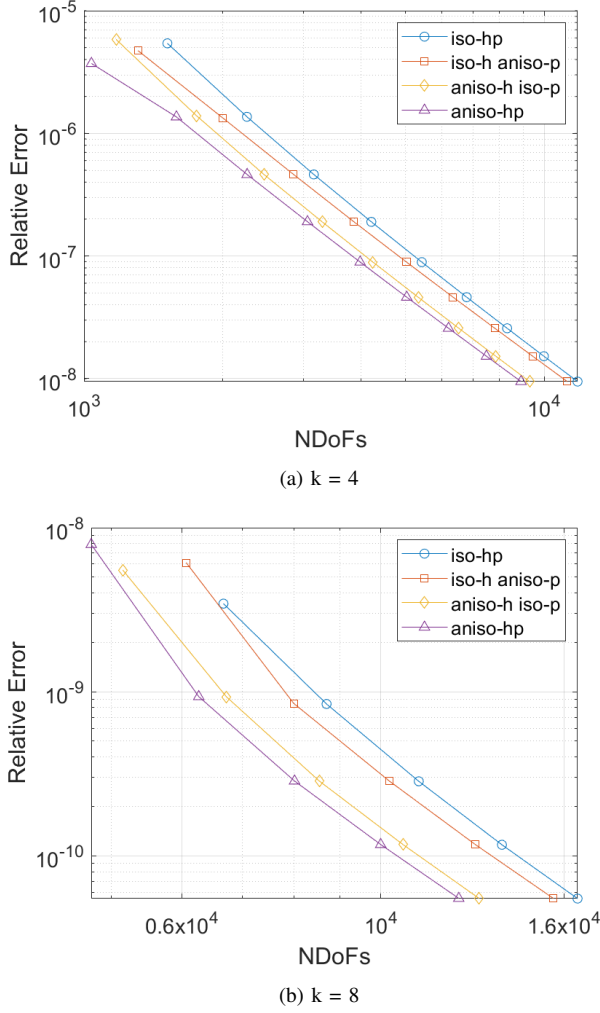 10^-5
10^-6
10^-7
10^-8
Relative Error
iso-hp
iso-h aniso-p
aniso-h iso-p
aniso-hp
10^3
10^4
NDoFs
(a) k = 4
10^-8
10^-9
10^-10
Relative Error
iso-hp
iso-h aniso-p
aniso-h iso-p
aniso-hp
0.6x10^4
10^4
1.6x10^4
NDoFs
(b) k = 8